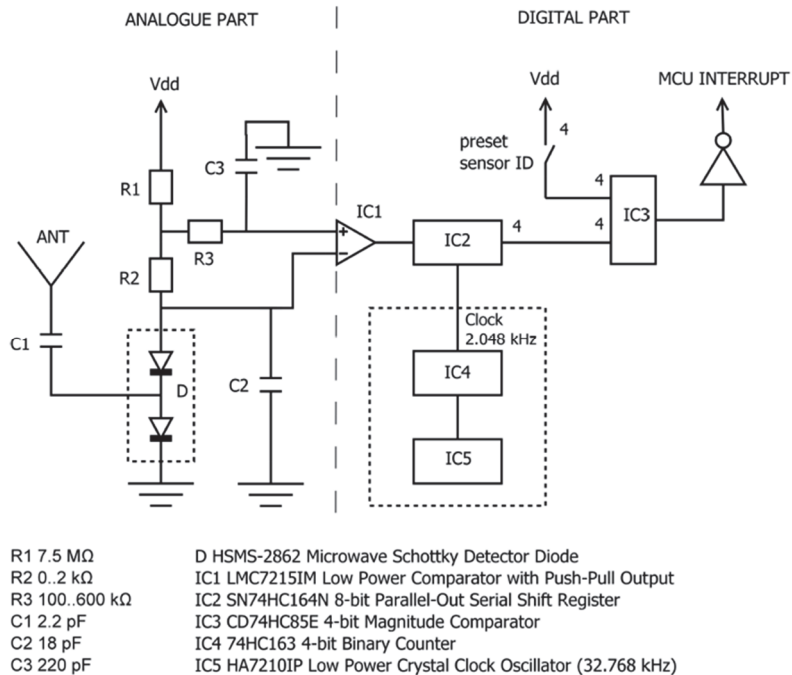 ANALOGUE PART
DIGITAL PART
Vdd
Vdd
MCU INTERRUPT
4
preset
sensor ID
C3
R1
4
IC1
IC3
ANT
+
4
4
IC2
R3
−
R2
Clock
2.048 kHz
C1
D
C2
IC4
IC5
R1 7.5 MΩ
R2 0..2 kΩ
R3 100..600 kΩ
C1 2.2 pF
C2 18 pF
C3 220 pF
D HSMS-2862 Microwave Schottky Detector Diode
IC1 LMC7215IM Low Power Comparator with Push-Pull Output
IC2 SN74HC164N 8-bit Parallel-Out Serial Shift Register
IC3 CD74HC85E 4-bit Magnitude Comparator
IC4 74HC163 4-bit Binary Counter
IC5 HA7210IP Low Power Crystal Clock Oscillator (32.768 kHz)